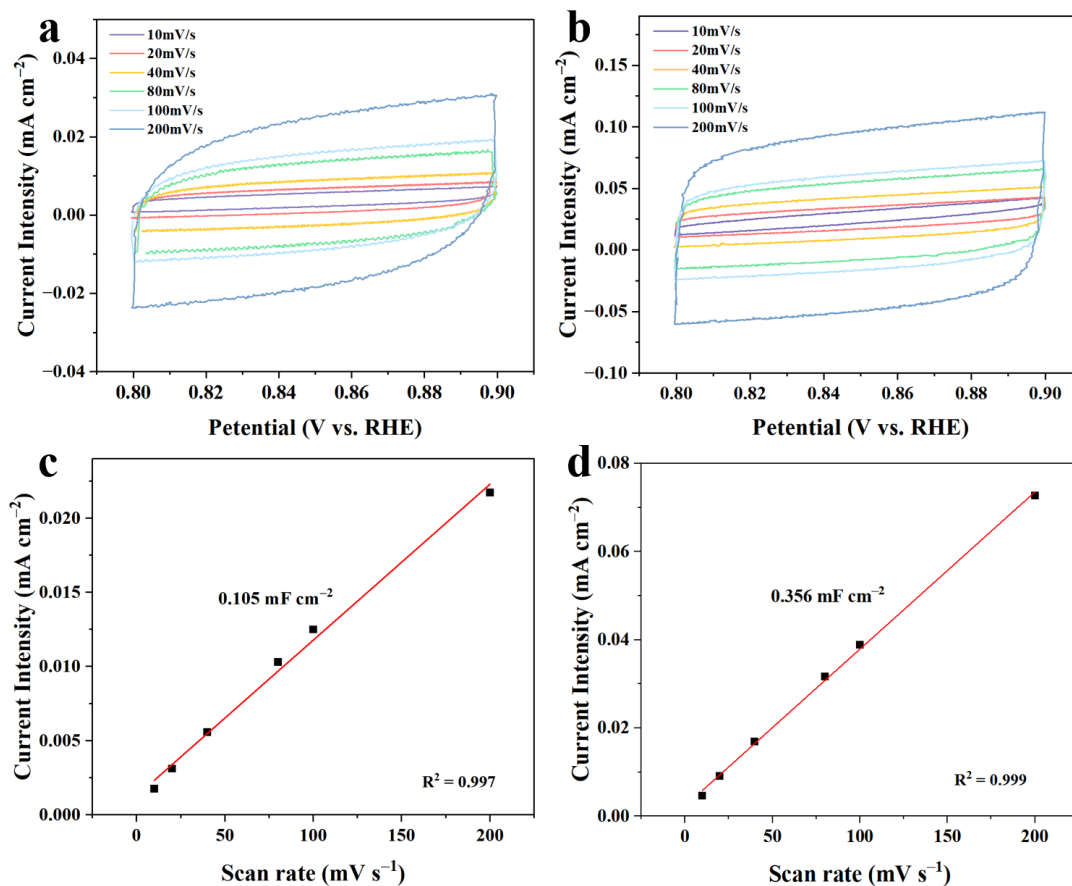 a
10mV/s
20mV/s
40mV/s
80mV/s
100mV/s
200mV/s
Current Intensity (mA cm⁻²)
0.04
0.02
0.00
−0.02
−0.04
0.80 0.82 0.84 0.86 0.88 0.90
Petential (V vs. RHE)
b
10mV/s
20mV/s
40mV/s
80mV/s
100mV/s
200mV/s
Current Intensity (mA cm⁻²)
0.15
0.10
0.05
0.00
−0.05
−0.10
0.80 0.82 0.84 0.86 0.88 0.90
Petential (V vs. RHE)
c
Current Intensity (mA cm⁻²)
0.020
0.015
0.010
0.005
0.000
0.105 mF cm⁻²
R² = 0.997
0 50 100 150 200
Scan rate (mV s⁻¹)
d
Current Intensity (mA cm⁻²)
0.08
0.06
0.04
0.02
0.00
0.356 mF cm⁻²
R² = 0.999
0 50 100 150 200
Scan rate (mV s⁻¹)